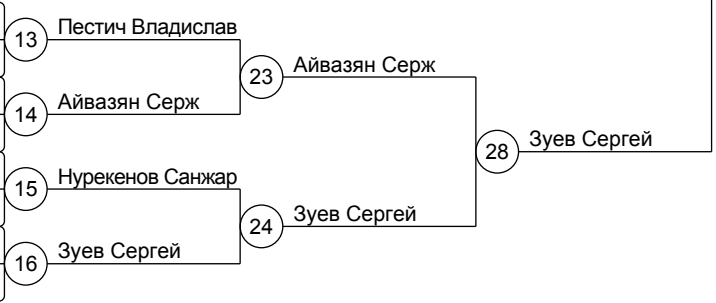 13 Пестич Владислав
23 Айвазян Серж
14 Айвазян Серж
28 Зуев Сергей
15 Нурекенов Санжар
24 Зуев Сергей
16 Зуев Сергей